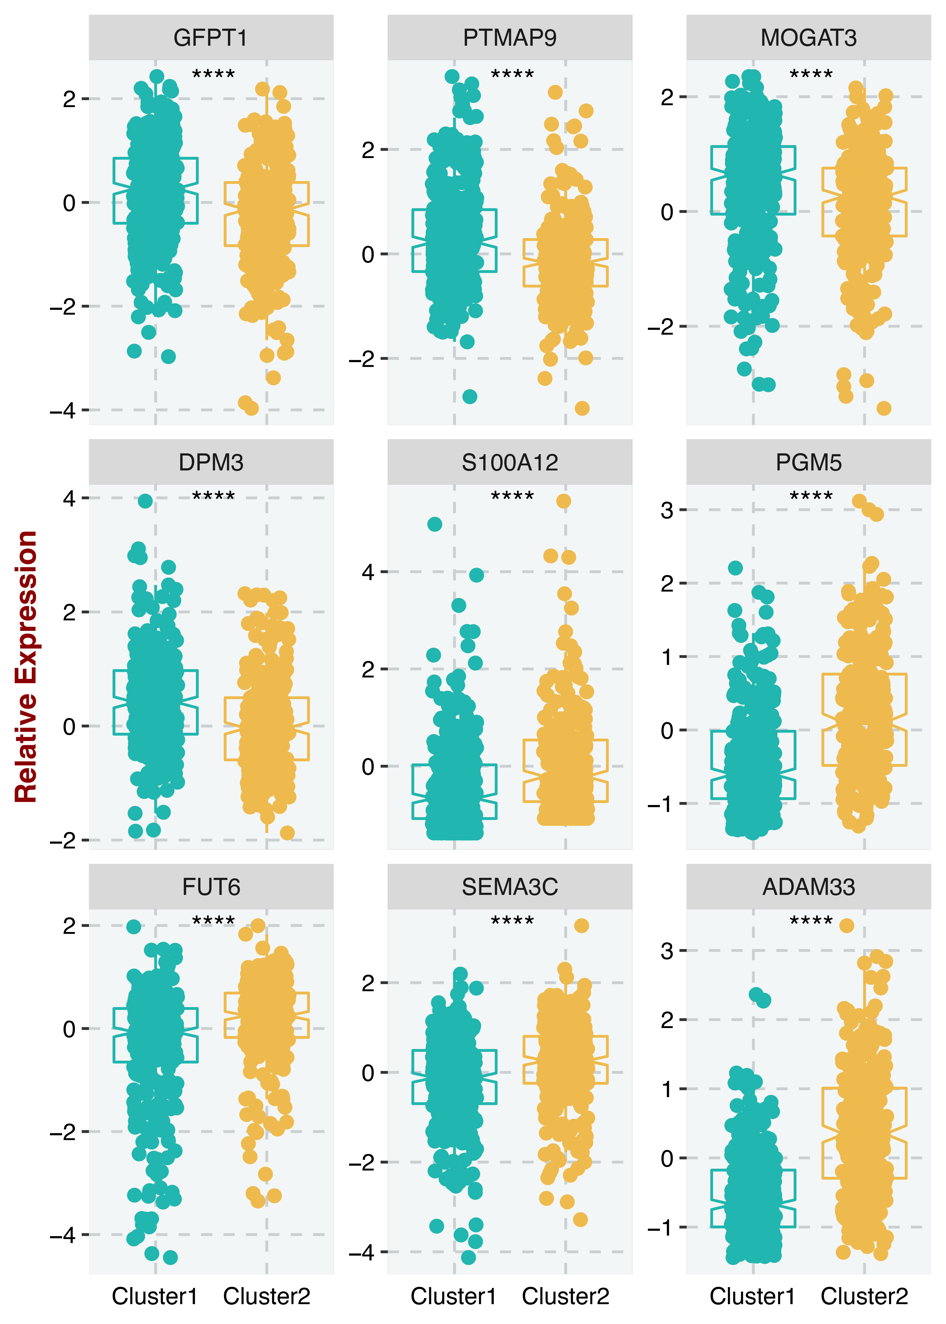 GFPT1 PTMAP9 MOGAT3
**** **** ****
2 0 −2 −4
2 0 −2
2 0 −2
DPM3 S100A12 PGM5
**** **** ****
4 2 0 −2
4 2 0
3 2 1 0 −1
Relative Expression
FUT6 SEMA3C ADAM33
**** **** ****
2 0 −2 −4
2 0 −2 −4
3 2 1 0 −1
Cluster1 Cluster2 Cluster1 Cluster2 Cluster1 Cluster2